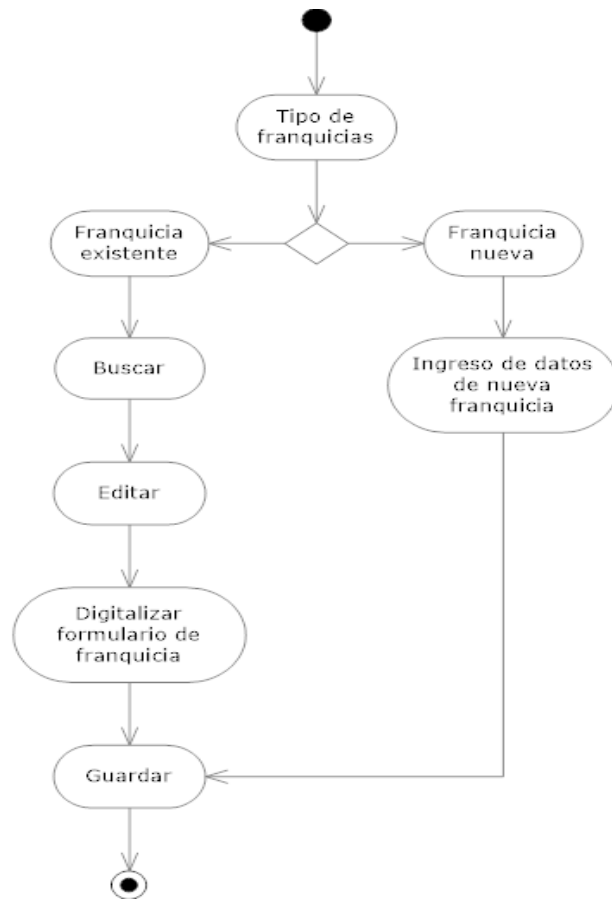 Tipo de
franquicias
Franquicia
existente
Franquicia
nueva
Buscar
Ingreso de datos
de nueva
franquicia
Editar
Digitalizar
formulario de
franquicia
Guardar